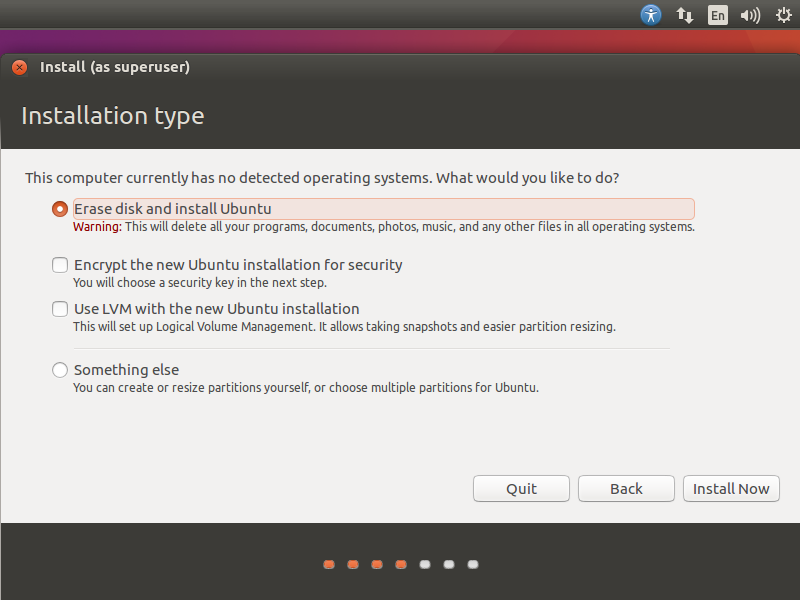 En
Install (as superuser)
Installation type
This computer currently has no detected operating systems. What would you like to do?
Erase disk and install Ubuntu
Warning: This will delete all your programs, documents, photos, music, and any other files in all operating systems.
Encrypt the new Ubuntu installation for security
You will choose a security key in the next step.
Use LVM with the new Ubuntu installation
This will set up Logical Volume Management. It allows taking snapshots and easier partition resizing.
Something else
You can create or resize partitions yourself, or choose multiple partitions for Ubuntu.
Quit Back Install Now